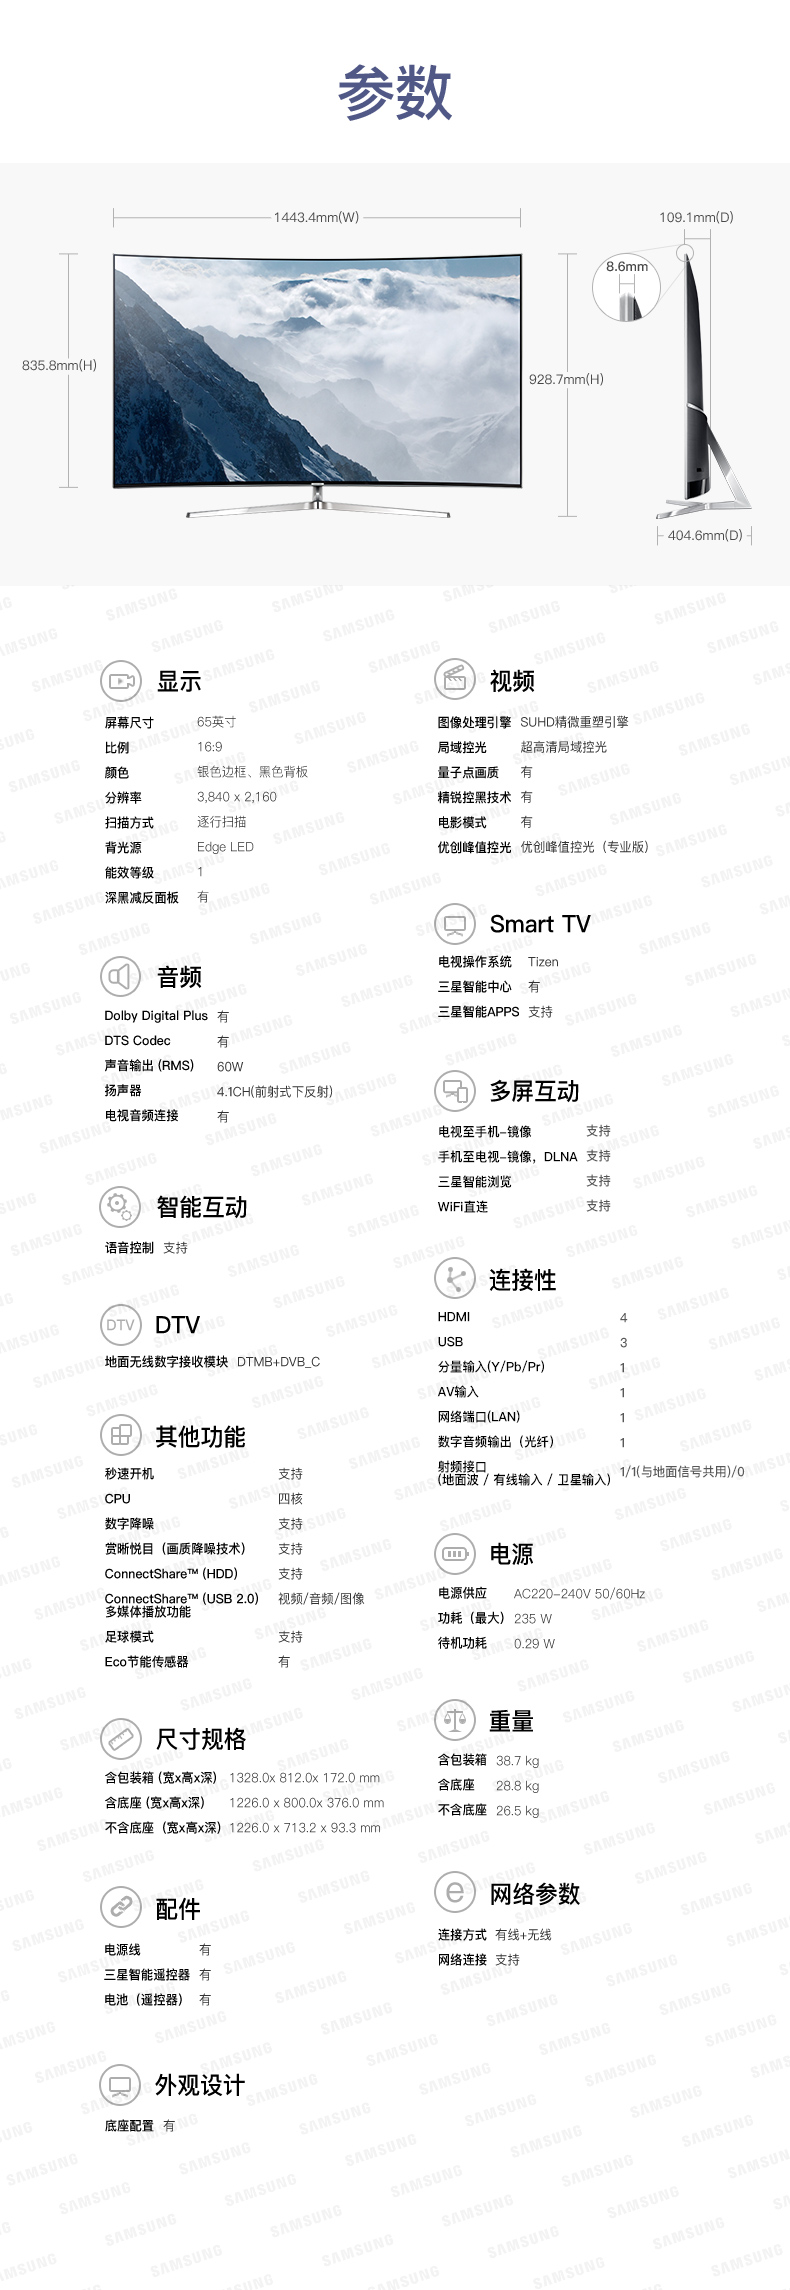 参数
1443.4mm(W)
109.1mm(D)
8.6mm
835.8mm(H)
928.7mm(H)
404.6mm(D)
显示
屏幕尺寸 65英寸
比例 16:9
颜色 银色边框、黑色背板
分辨率 3,840 x 2,160
扫描方式 逐行扫描
背光源 Edge LED
能效等级 1
深黑减反面板 有
音频
Dolby Digital Plus 有
DTS Codec 有
声音输出 (RMS) 60W
扬声器 4.1CH(前射式下反射)
电视音频连接 有
智能互动
语音控制 支持
DTV DTV
地面无线数字接收模块 DTMB+DVB_C
其他功能
秒速开机 支持
CPU 四核
数字降噪 支持
赏晰悦目（画质降噪技术） 支持
ConnectShare™ (HDD) 支持
ConnectShare™ (USB 2.0) 视频/音频/图像
多媒体播放功能
足球模式 支持
Eco节能传感器 有
尺寸规格
含包装箱 (宽x高x深) 1328.0x 812.0x 172.0 mm
含底座 (宽x高x深) 1226.0 x 800.0x 376.0 mm
不含底座（宽x高x深) 1226.0 x 713.2 x 93.3 mm
配件
电源线 有
三星智能遥控器 有
电池（遥控器） 有
外观设计
底座配置 有
视频
图像处理引擎 SUHD精微重塑引擎
局域控光 超高清局域控光
量子点画质 有
精锐控黑技术 有
电影模式 有
优创峰值控光 优创峰值控光（专业版）
Smart TV
电视操作系统 Tizen
三星智能中心 有
三星智能APPS 支持
多屏互动
电视至手机-镜像 支持
手机至电视-镜像，DLNA 支持
三星智能浏览 支持
WiFi直连 支持
连接性
HDMI 4
USB 3
分量输入(Y/Pb/Pr) 1
AV输入 1
网络端口(LAN) 1
数字音频输出（光纤） 1
射频接口
(地面波 / 有线输入 / 卫星输入) 1/1(与地面信号共用)/0
电源
电源供应 AC220-240V 50/60Hz
功耗（最大） 235 W
待机功耗 0.29 W
重量
含包装箱 38.7 kg
含底座 28.8 kg
不含底座 26.5 kg
网络参数
连接方式 有线+无线
网络连接 支持
SAMSUNG